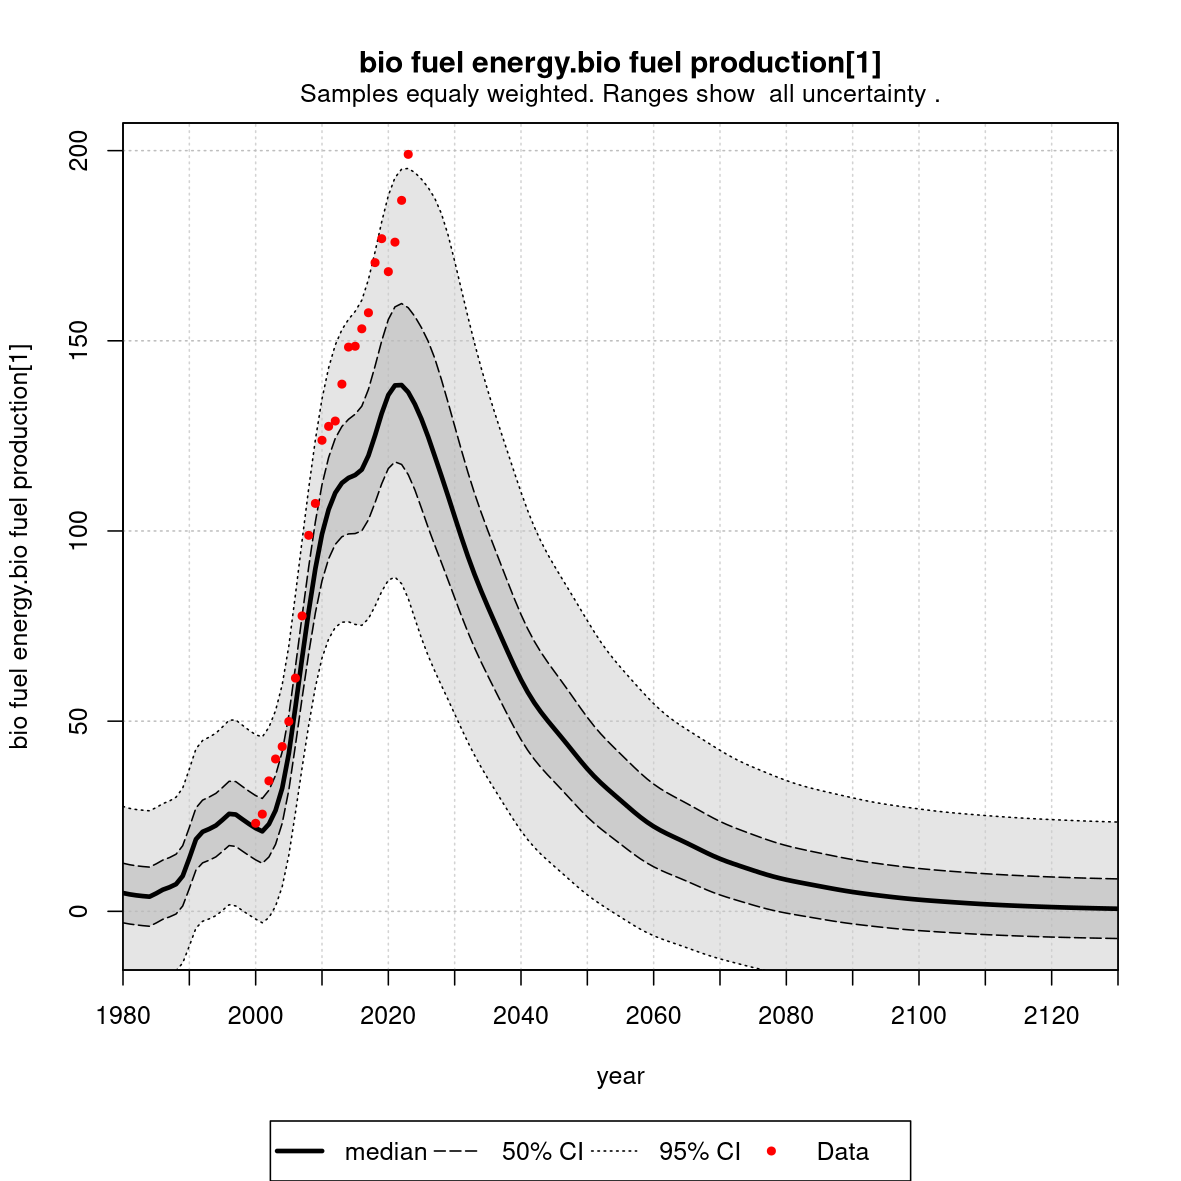 bio fuel energy.bio fuel production[1]
Samples equaly weighted. Ranges show  all uncertainty .
bio fuel energy.bio fuel production[1]
200
150
100
50
0
1980 2000 2020 2040 2060 2080 2100 2120
year
median 50% CI 95% CI Data